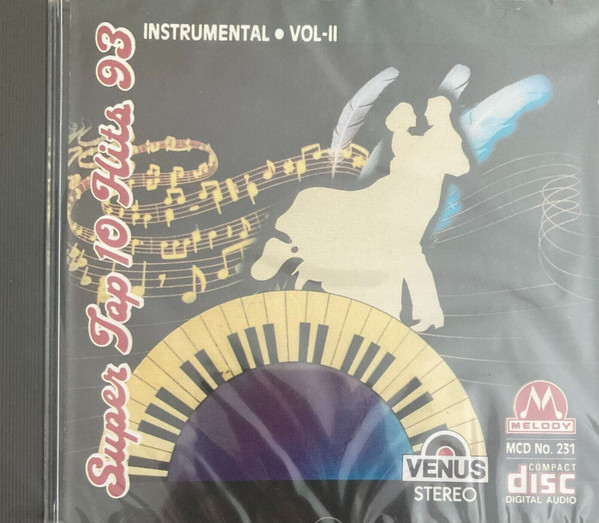 INSTRUMENTAL • VOL-II
Super Top 10 Hits 93
M
MELODY
MCD No. 231
VENUS
STEREO
COMPACT
disc
DIGITAL AUDIO